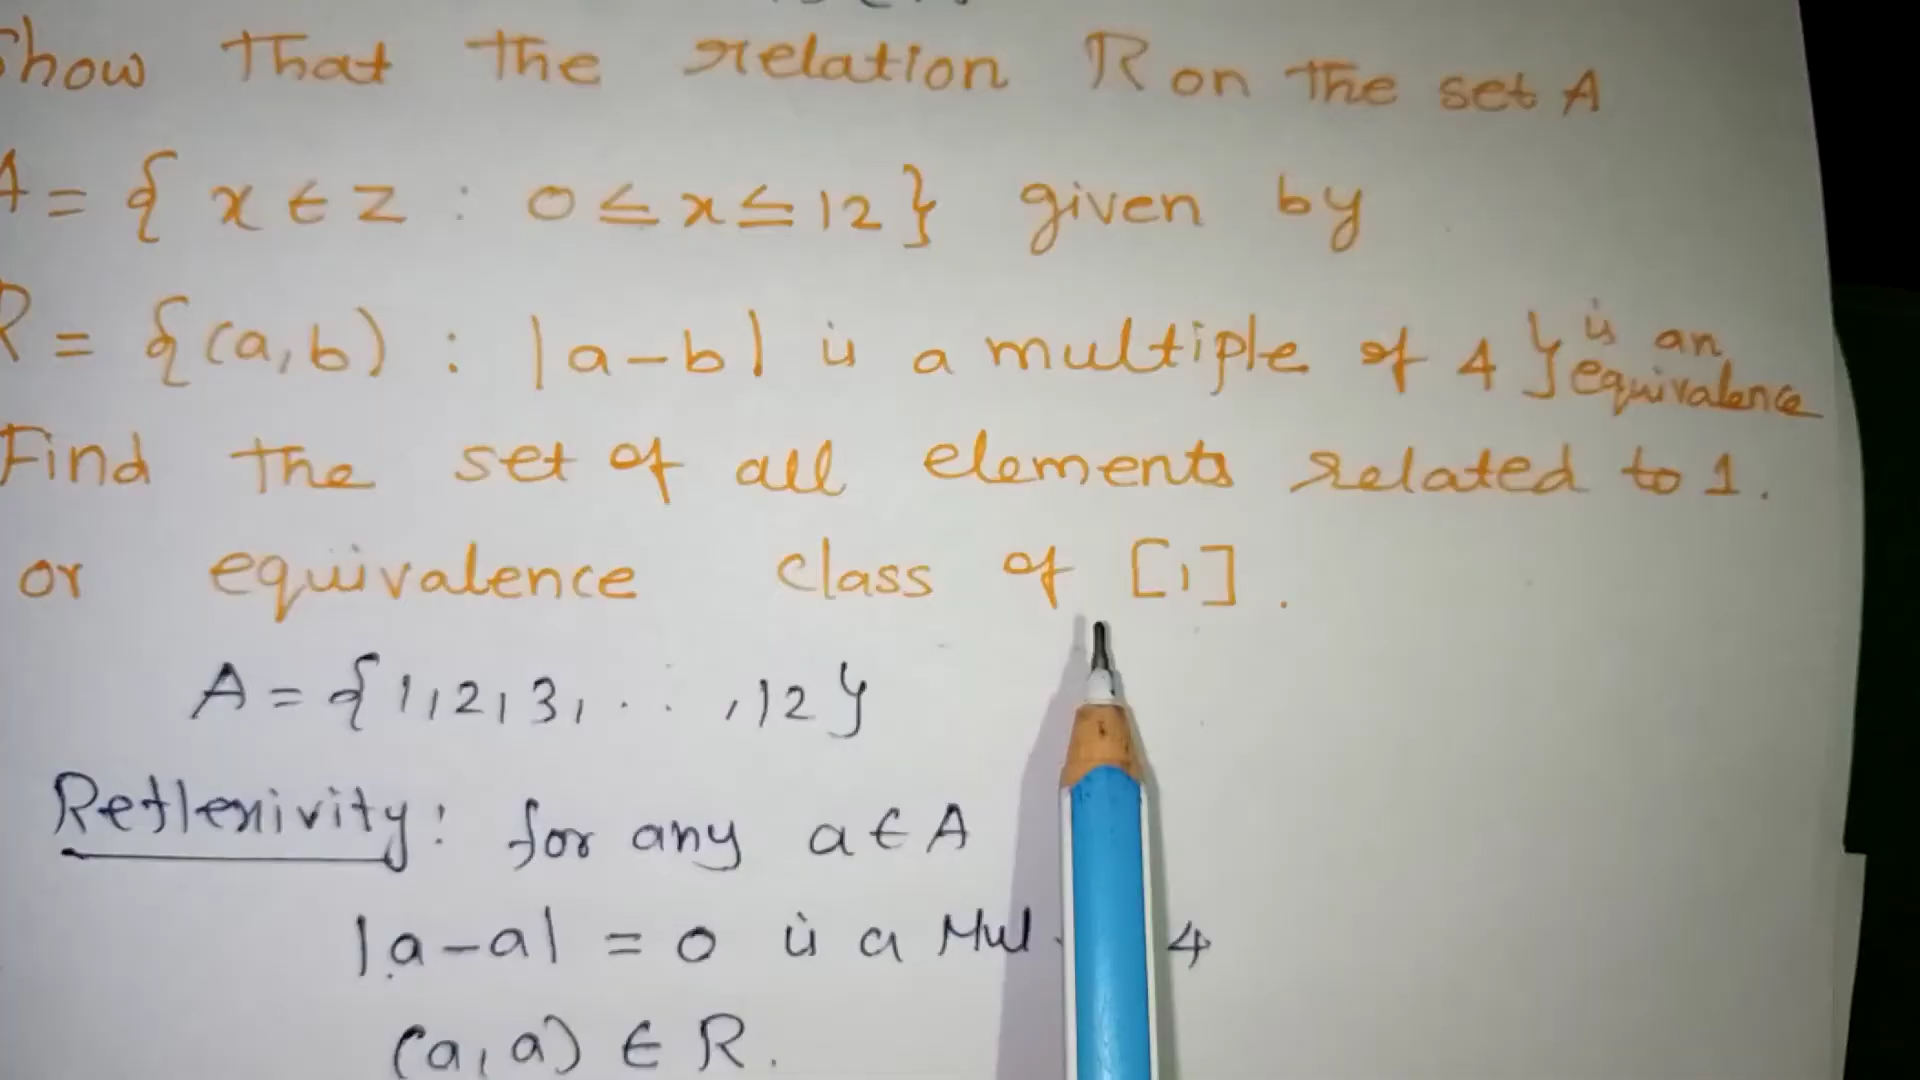 Show that the relation R on the set A
A = { x ∈ Z : 0 ≤ x ≤ 12 } given by
R = {(a,b) : |a-b| is a multiple of 4 } is an equivalence
Find the set of all elements related to 1.
or equivalence class of [1].
A = {1,2,3, ... ,12}
Reflexivity: for any a ∈ A
|a-a| = 0 is a Mul. 4
(a,a) ∈ R.